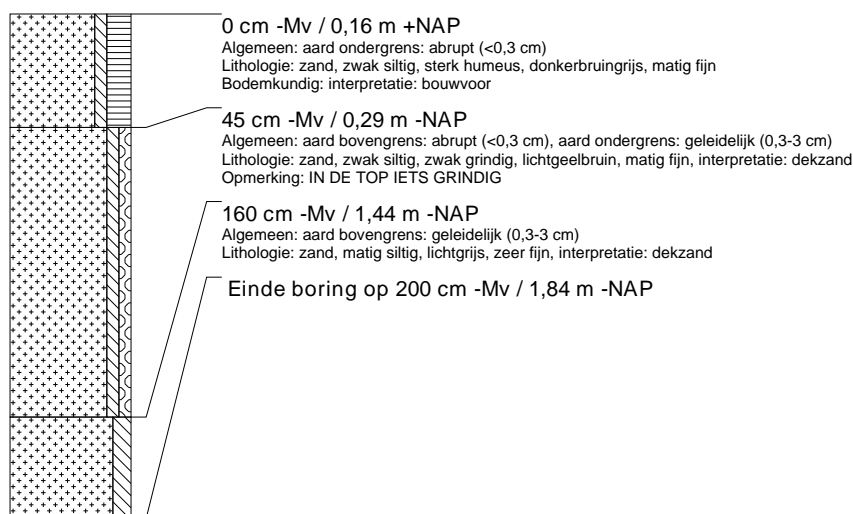 0 cm -Mv / 0,16 m +NAP
Algemeen: aard ondergrens: abrupt (<0,3 cm)
Lithologie: zand, zwak siltig, sterk humeus, donkerbruingrijs, matig fijn
Bodemkundig: interpretatie: bouwvoor
45 cm -Mv / 0,29 m -NAP
Algemeen: aard bovengrens: abrupt (<0,3 cm), aard ondergrens: geleidelijk (0,3-3 cm)
Lithologie: zand, zwak siltig, zwak grindig, lichtgeelbruin, matig fijn, interpretatie: dekzand
Opmerking: IN DE TOP IETS GRINDIG
160 cm -Mv / 1,44 m -NAP
Algemeen: aard bovengrens: geleidelijk (0,3-3 cm)
Lithologie: zand, matig siltig, lichtgrijs, zeer fijn, interpretatie: dekzand
Einde boring op 200 cm -Mv / 1,84 m -NAP